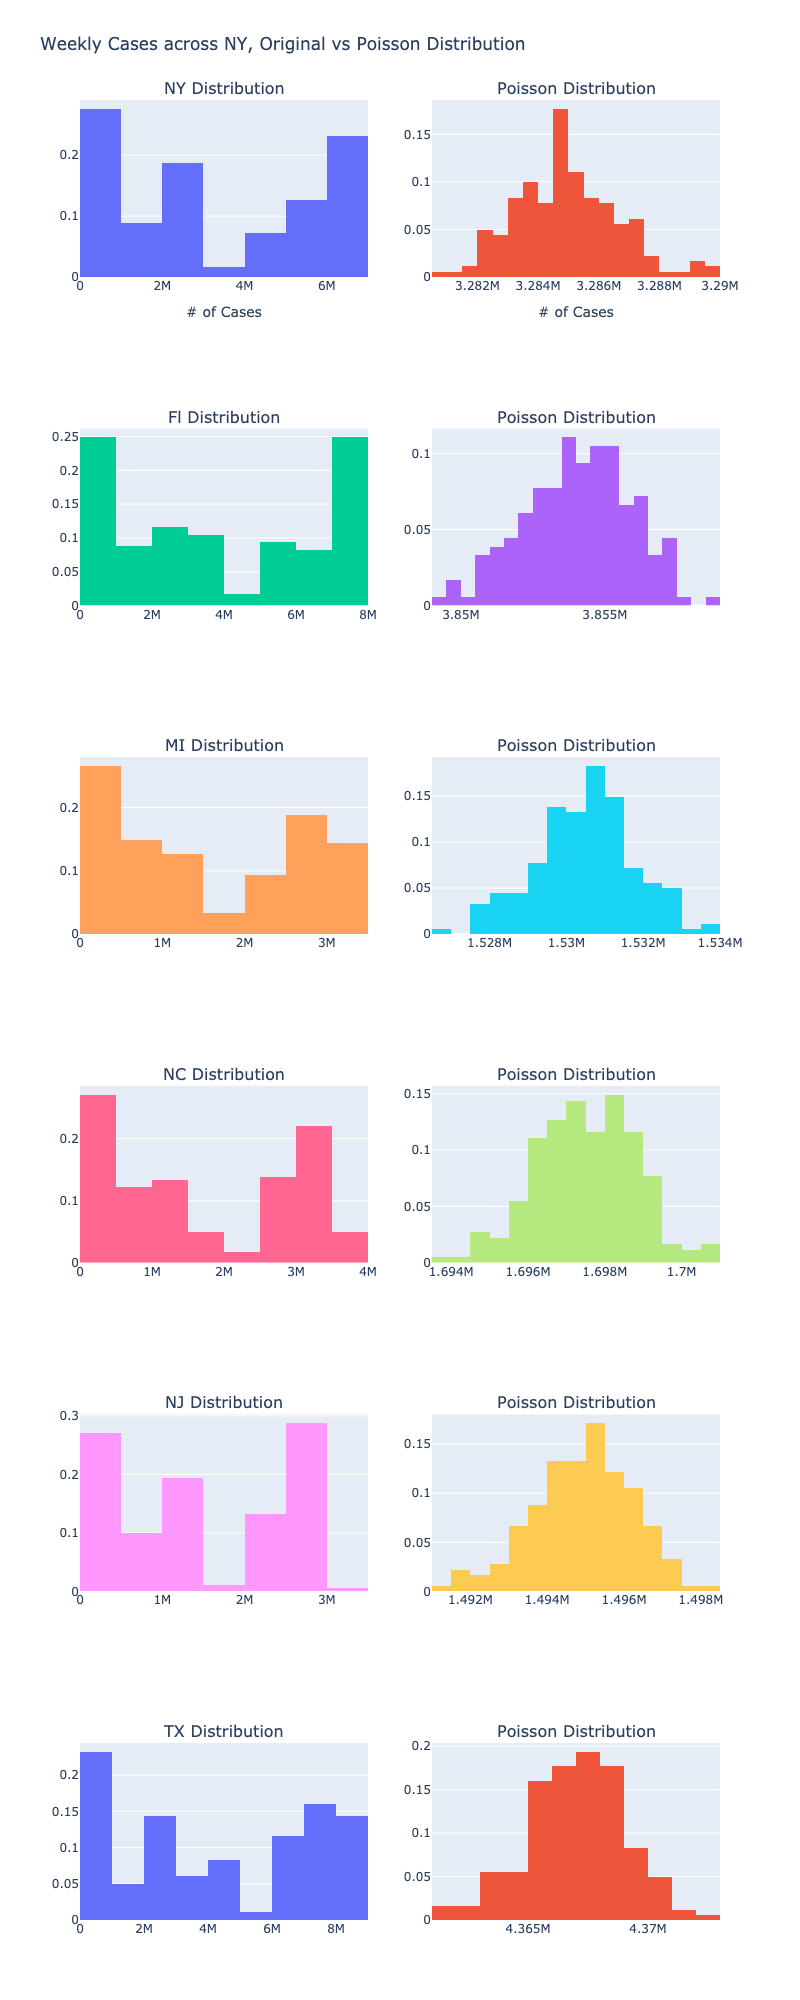 Weekly Cases across NY, Original vs Poisson Distribution
NY Distribution
0.2
0.1
0
0 2M 4M 6M
# of Cases
Poisson Distribution
0.15
0.1
0.05
0
3.282M 3.284M 3.286M 3.288M 3.29M
# of Cases
Fl Distribution
0.25
0.2
0.15
0.1
0.05
0
0 2M 4M 6M 8M
Poisson Distribution
0.1
0.05
0
3.85M 3.855M
MI Distribution
0.2
0.1
0
0 1M 2M 3M
Poisson Distribution
0.15
0.1
0.05
0
1.528M 1.53M 1.532M 1.534M
NC Distribution
0.2
0.1
0
0 1M 2M 3M 4M
Poisson Distribution
0.15
0.1
0.05
0
1.694M 1.696M 1.698M 1.7M
NJ Distribution
0.3
0.2
0.1
0
0 1M 2M 3M
Poisson Distribution
0.15
0.1
0.05
0
1.492M 1.494M 1.496M 1.498M
TX Distribution
0.2
0.15
0.1
0.05
0
0 2M 4M 6M 8M
Poisson Distribution
0.2
0.15
0.1
0.05
0
4.365M 4.37M